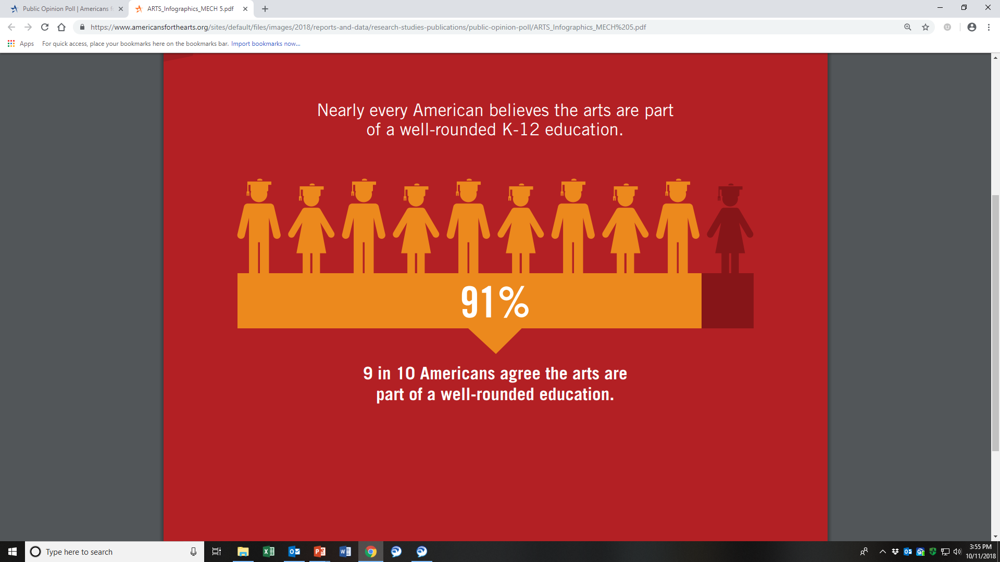 Public Opinion Poll | Americans f
ARTS_Infographics_MECH 5.pdf
https://www.americansforthearts.org/sites/default/files/images/2018/reports-and-data/research-studies-publications/public-opinion-poll/ARTS_Infographics_MECH%205.pdf
Apps For quick access, place your bookmarks here on the bookmarks bar. Import bookmarks now...
Nearly every American believes the arts are part
of a well-rounded K-12 education.
91%
9 in 10 Americans agree the arts are
part of a well-rounded education.
Type here to search
3:55 PM
10/11/2018